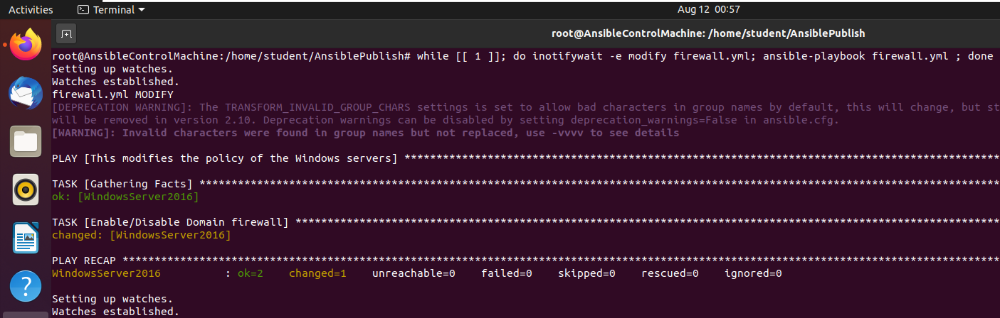 Activities
Terminal
Aug 12 00:57
root@AnsibleControlMachine: /home/student/AnsiblePublish
root@AnsibleControlMachine:/home/student/AnsiblePublish# while [[ 1 ]]; do inotifywait -e modify firewall.yml; ansible-playbook firewall.yml ; done
Setting up watches.
Watches established.
firewall.yml MODIFY
[DEPRECATION WARNING]: The TRANSFORM_INVALID_GROUP_CHARS settings is set to allow bad characters in group names by default, this will change, but st
will be removed in version 2.10. Deprecation warnings can be disabled by setting deprecation_warnings=False in ansible.cfg.
[WARNING]: Invalid characters were found in group names but not replaced, use -vvvv to see details
PLAY [This modifies the policy of the Windows servers] *********************************************************************************************
TASK [Gathering Facts] *****************************************************************************************************************************
ok: [WindowsServer2016]
TASK [Enable/Disable Domain firewall] **************************************************************************************************************
changed: [WindowsServer2016]
PLAY RECAP *****************************************************************************************************************************************
WindowsServer2016 : ok=2 changed=1 unreachable=0 failed=0 skipped=0 rescued=0 ignored=0
Setting up watches.
Watches established.